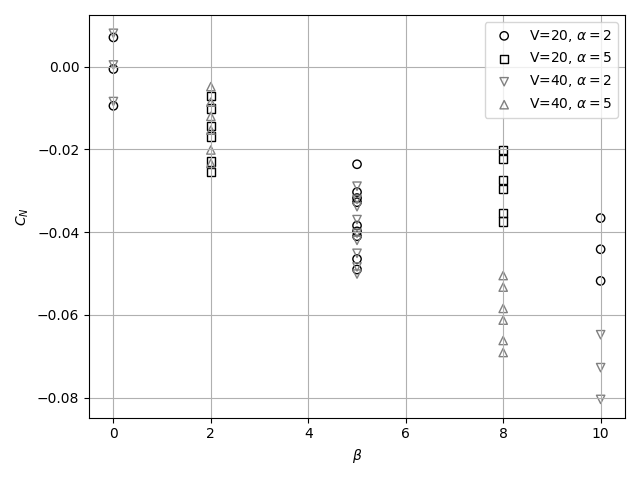 V=20, α = 2
V=20, α = 5
V=40, α = 2
V=40, α = 5
0.00
−0.02
−0.04
−0.06
−0.08
C_N
0 2 4 6 8 10
β